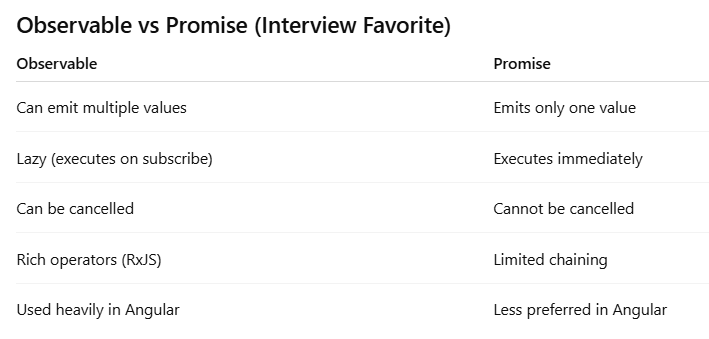 Observable vs Promise (Interview Favorite)
Observable Promise
Can emit multiple values Emits only one value
Lazy (executes on subscribe) Executes immediately
Can be cancelled Cannot be cancelled
Rich operators (RxJS) Limited chaining
Used heavily in Angular Less preferred in Angular